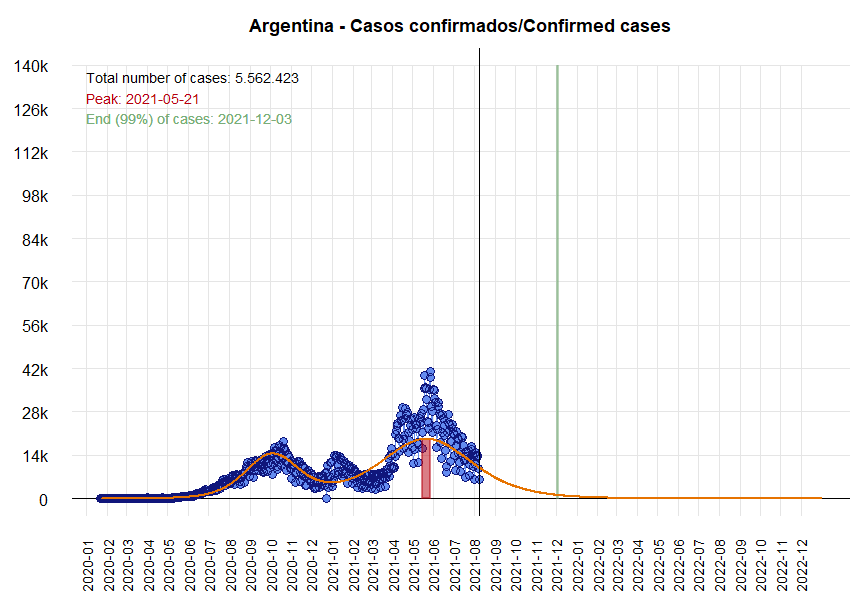 Argentina - Casos confirmados/Confirmed cases
140k
126k
112k
98k
84k
70k
56k
42k
28k
14k
0
Total number of cases: 5.562.423
Peak: 2021-05-21
End (99%) of cases: 2021-12-03
2020-01
2020-02
2020-03
2020-04
2020-05
2020-06
2020-07
2020-08
2020-09
2020-10
2020-11
2020-12
2021-01
2021-02
2021-03
2021-04
2021-05
2021-06
2021-07
2021-08
2021-09
2021-10
2021-11
2021-12
2022-02
2022-02
2022-03
2022-04
2022-05
2022-06
2022-07
2022-08
2022-09
2022-10
2022-11
2022-12